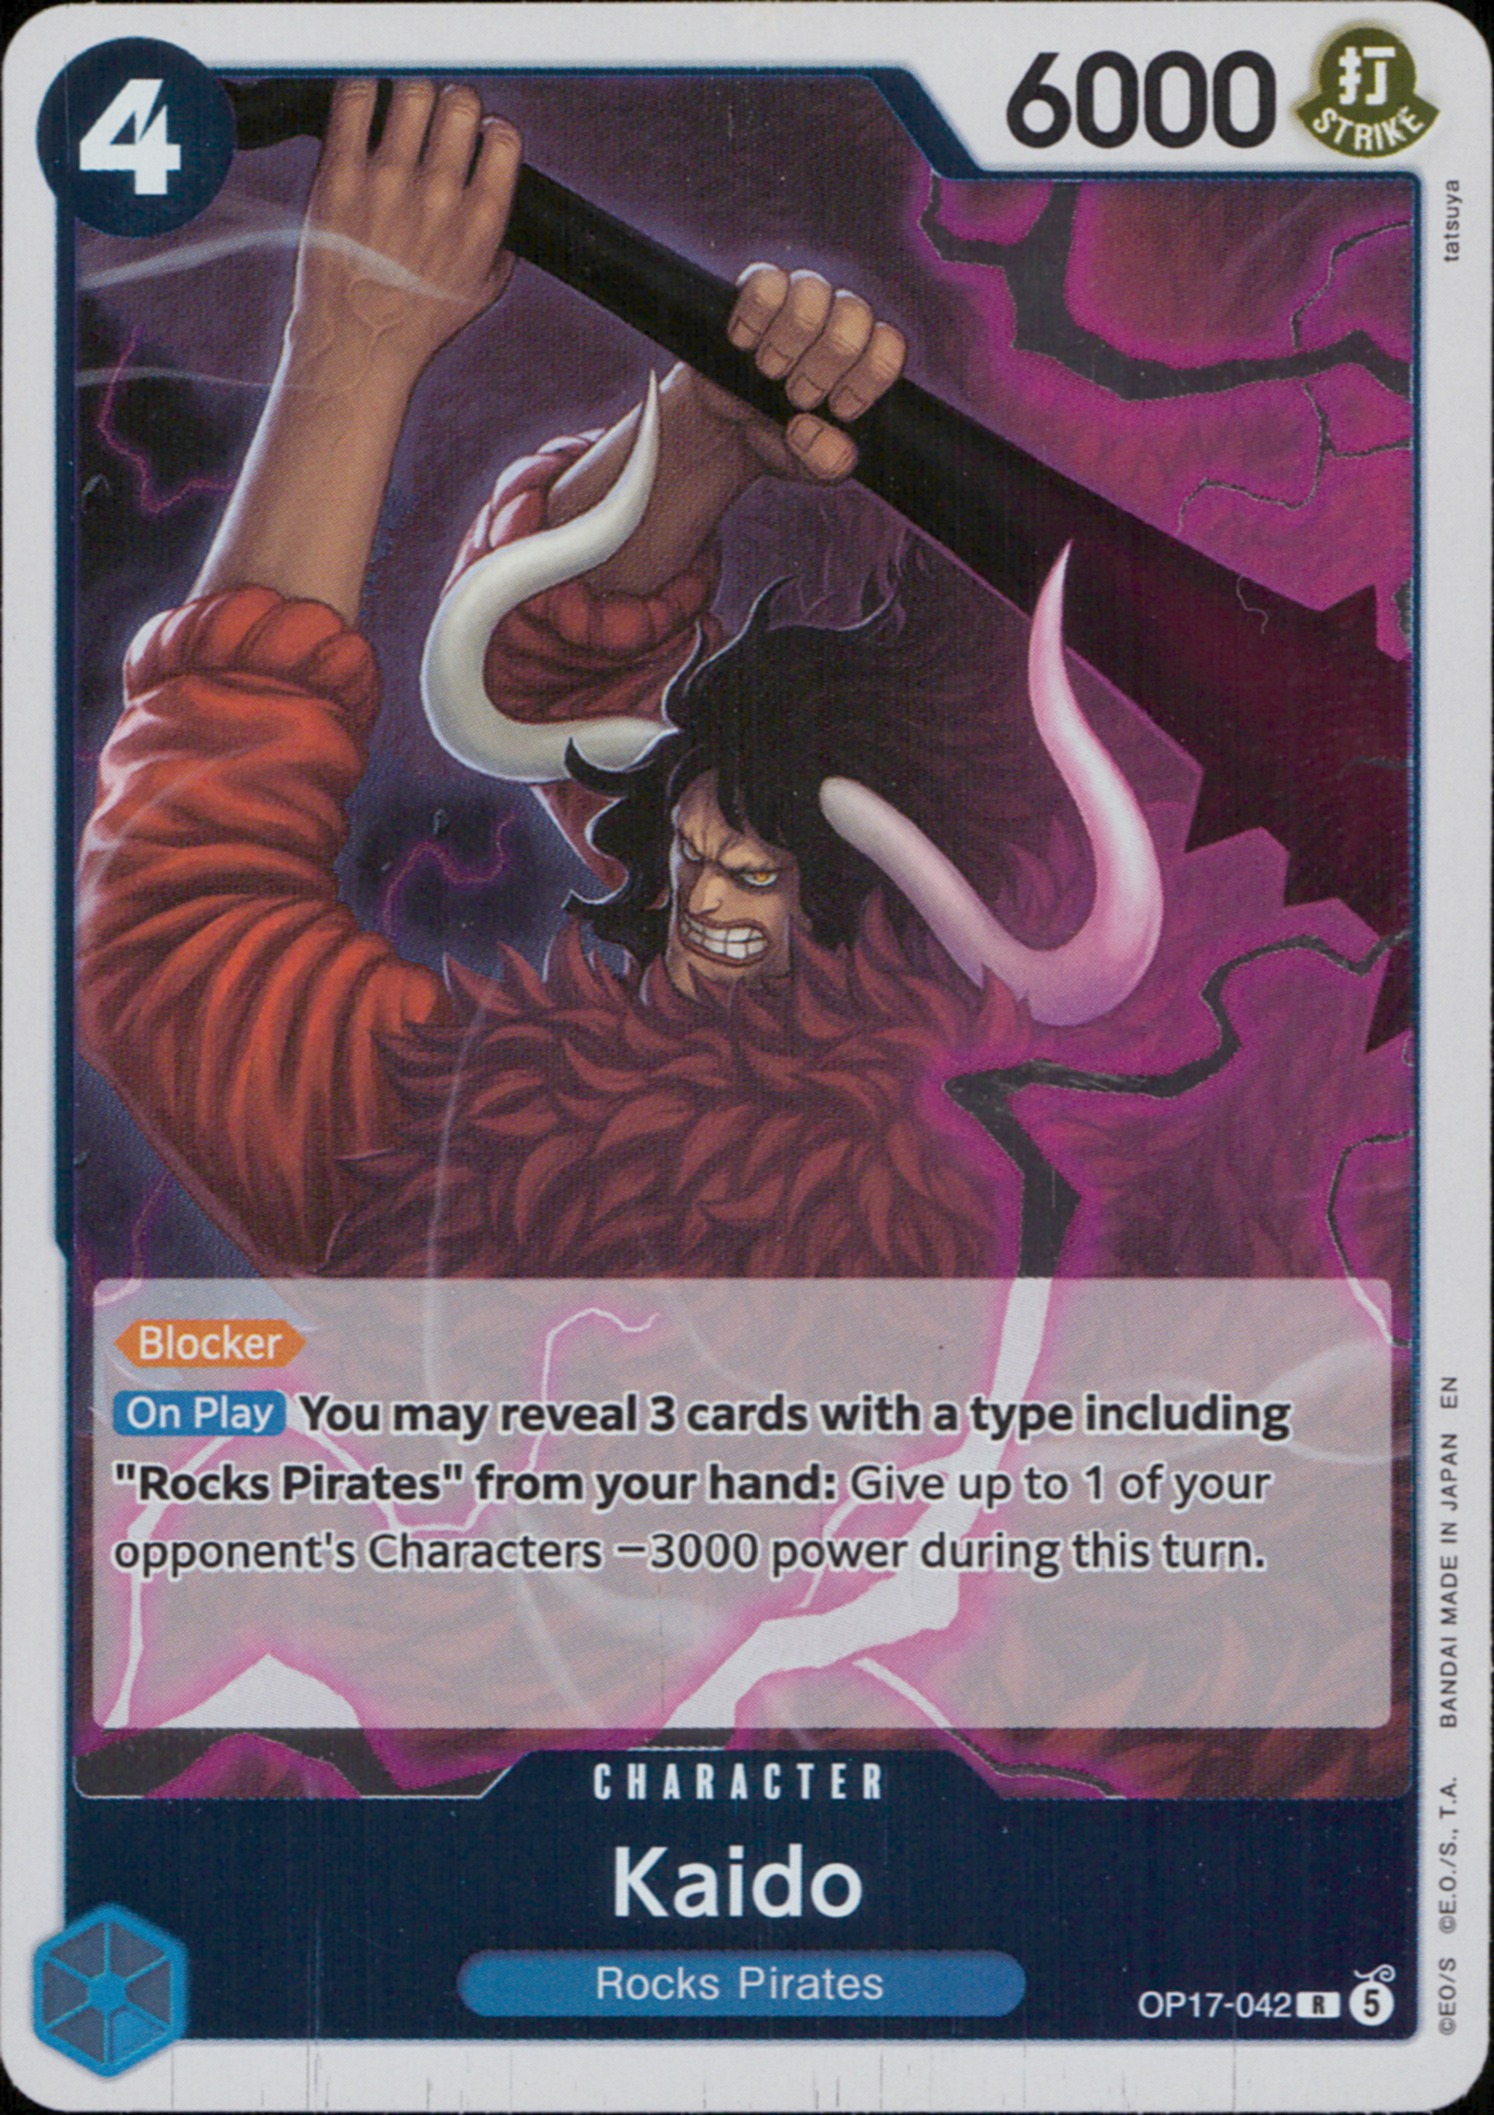 4
6000
打
STRIKE
tatsuya
Blocker
On Play You may reveal 3 cards with a type including
"Rocks Pirates" from your hand: Give up to 1 of your
opponent's Characters −3000 power during this turn.
CHARACTER
Kaido
Rocks Pirates
OP17-042 R 5
©EO/S ©E.O./S., T.A. BANDAI MADE IN JAPAN EN